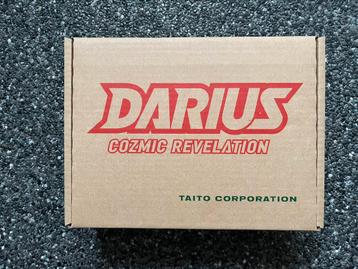 DARIUS
COZMIC REVELATION
TAITO CORPORATION